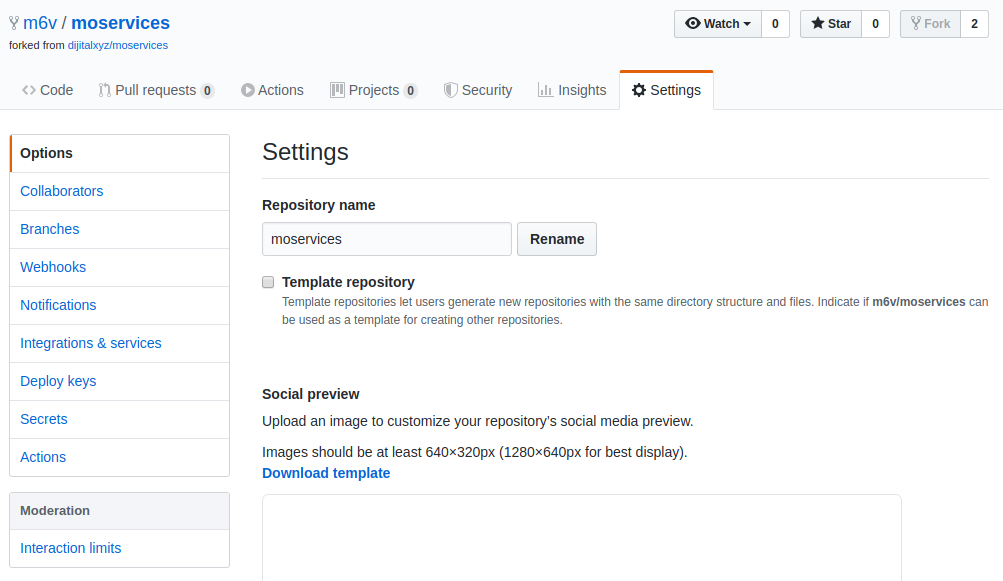 m6v / moservices
Watch 0
Star 0
Fork 2
forked from dijitalxyz/moservices
Code
Pull requests 0
Actions
Projects 0
Security
Insights
Settings
Options
Collaborators
Branches
Webhooks
Notifications
Integrations & services
Deploy keys
Secrets
Actions
Moderation
Interaction limits
Settings
Repository name
moservices
Rename
Template repository
Template repositories let users generate new repositories with the same directory structure and files. Indicate if m6v/moservices can
be used as a template for creating other repositories.
Social preview
Upload an image to customize your repository’s social media preview.
Images should be at least 640×320px (1280×640px for best display).
Download template